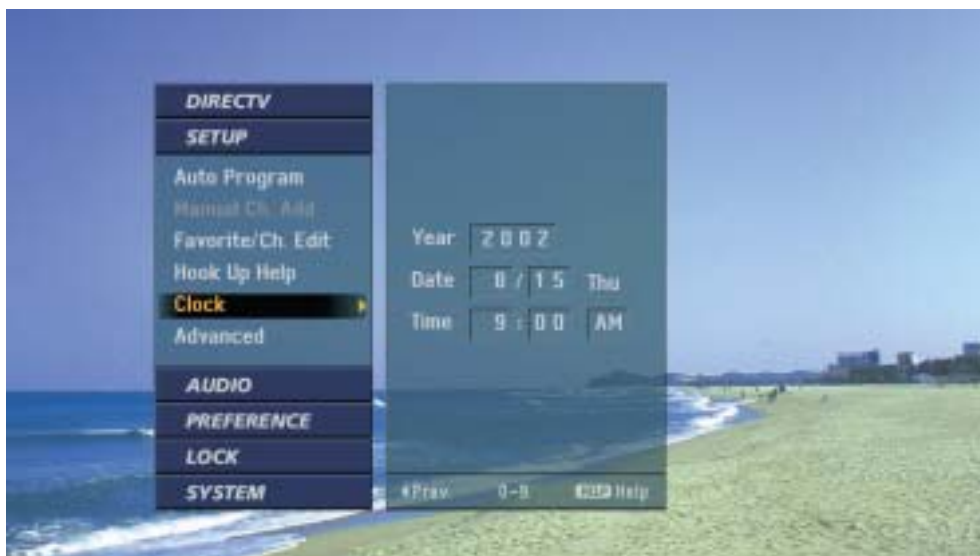 DIRECTV
SETUP
Auto Program
Manual Ch. Add
Favorite/Ch. Edit
Hook Up Help
Clock
Advanced
AUDIO
PREFERENCE
LOCK
SYSTEM
Year 2002
Date 8 / 15 Thu
Time 9 : 00 AM
Prev. 0-9 HELP Help